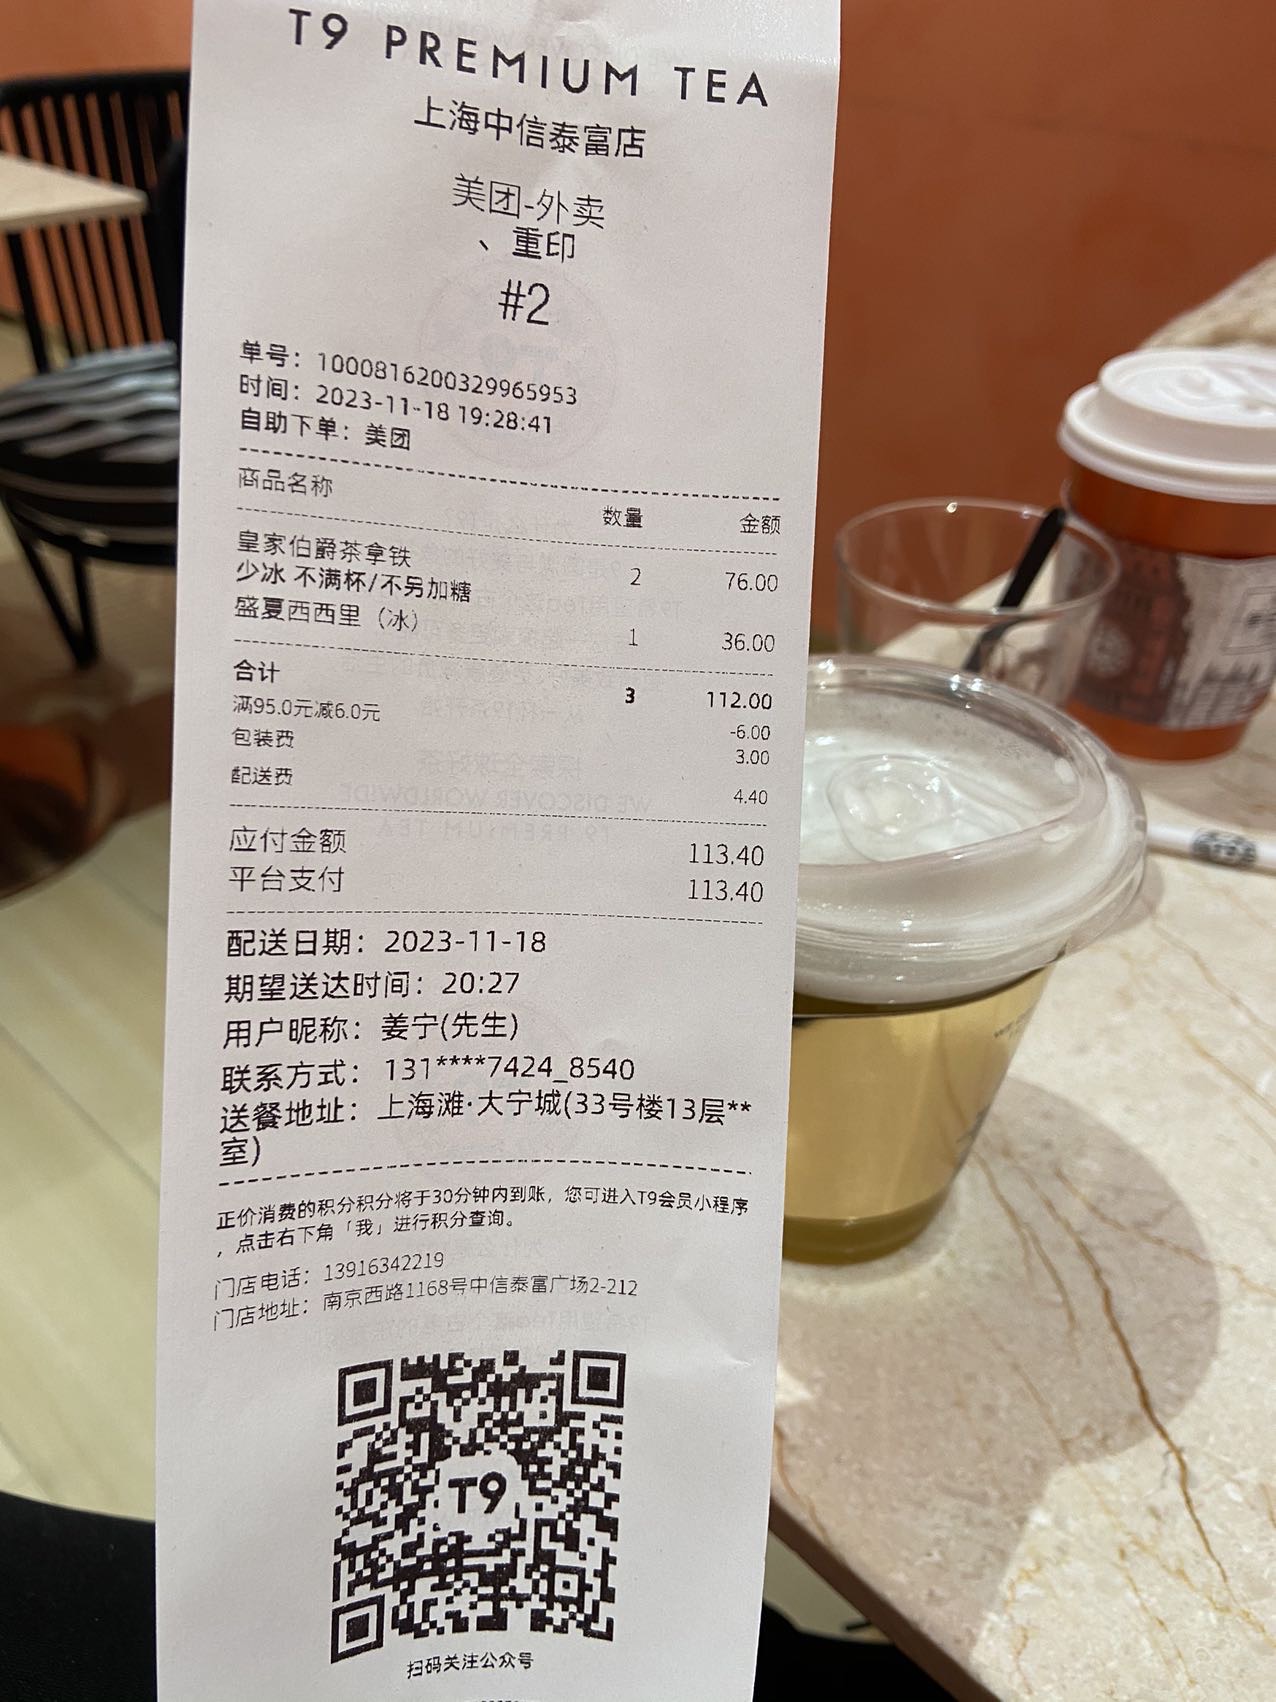 T9 PREMIUM TEA
上海中信泰富店
美团-外卖
、重印
#2
单号：1000816200329965953
时间：2023-11-18 19:28:41
自助下单：美团
商品名称 数量 金额
皇家伯爵茶拿铁 2 76.00
少冰 不满杯/不另加糖
盛夏西西里（冰） 1 36.00
合计 3 112.00
满95.0元减6.0元 -6.00
包装费 3.00
配送费 4.40
应付金额 113.40
平台支付 113.40
配送日期：2023-11-18
期望送达时间：20:27
用户昵称：姜宁(先生)
联系方式：131****7424_8540
送餐地址：上海滩·大宁城(33号楼13层**
室)
正价消费的积分积分将于30分钟内到账，您可进入T9会员小程序
，点击右下角「我」进行积分查询。
门店电话：13916342219
门店地址：南京西路1168号中信泰富广场2-212
T9
扫码关注公众号